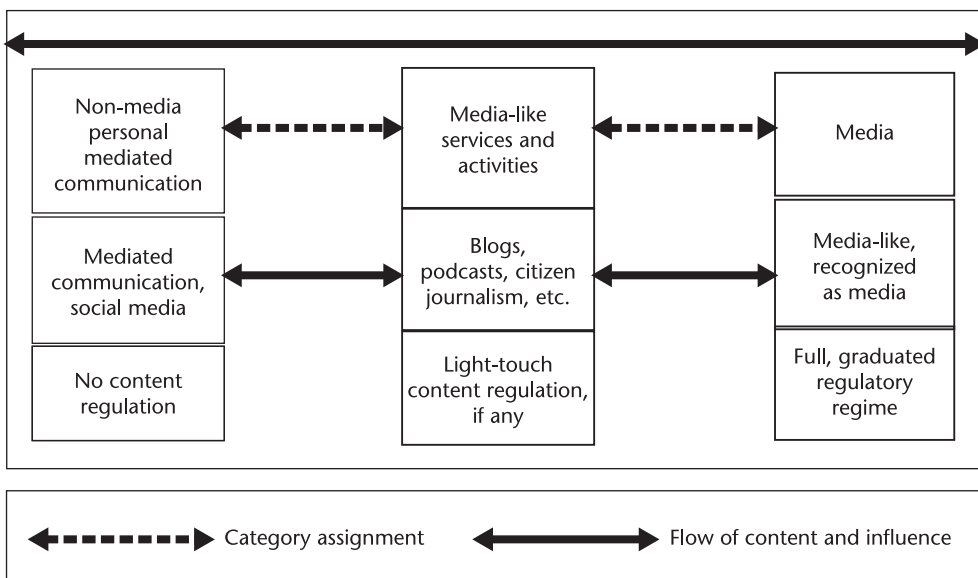 Non-media
personal
mediated
communication
Media-like
services and
activities
Media
Mediated
communication,
social media
Blogs,
podcasts, citizen
journalism, etc.
Media-like,
recognized
as media
No content
regulation
Light-touch
content regulation,
if any
Full, graduated
regulatory
regime
Category assignment
Flow of content and influence